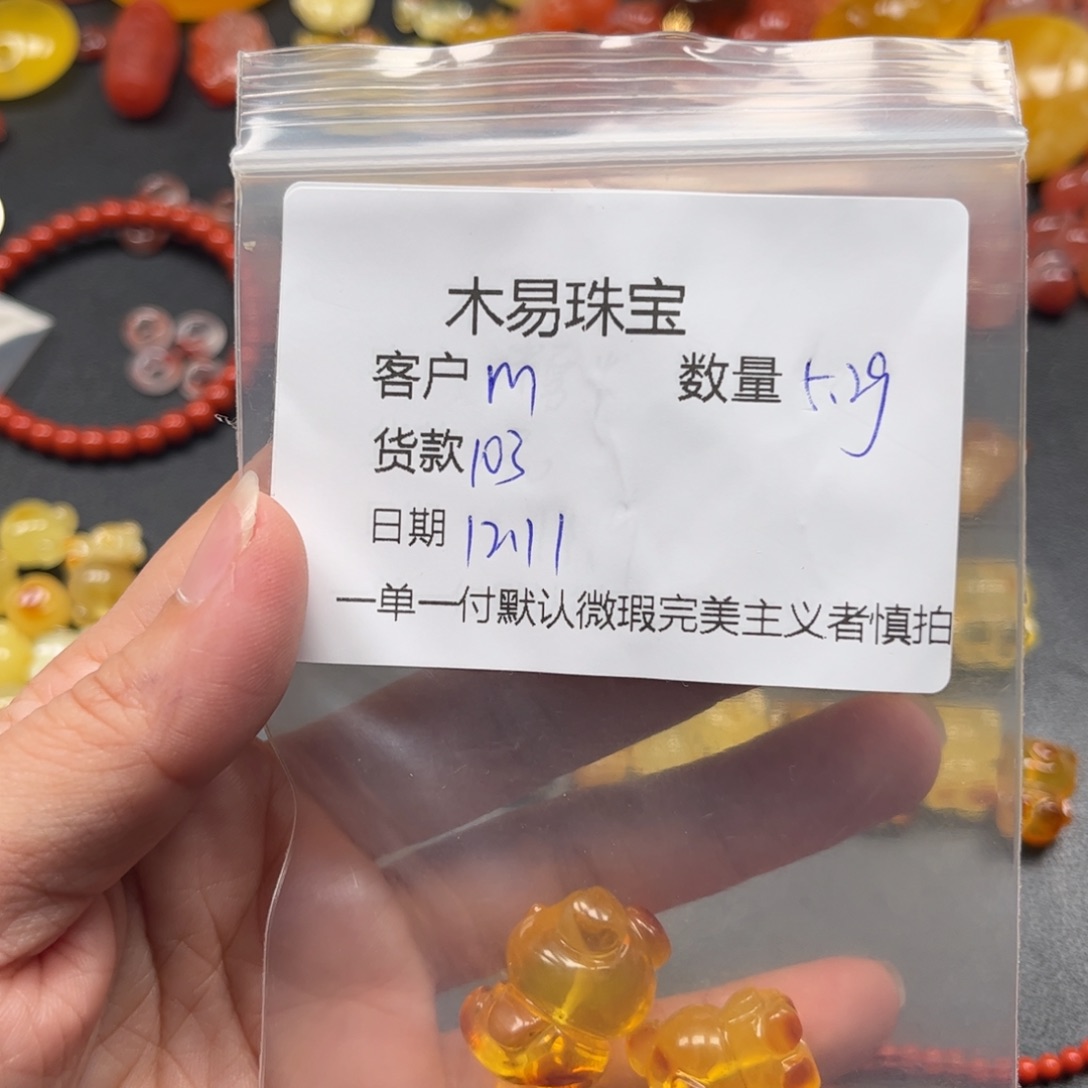 木易珠宝
客户 m 数量 5.2g
货款 103
日期 12.11
一单一付默认微瑕完美主义者慎拍